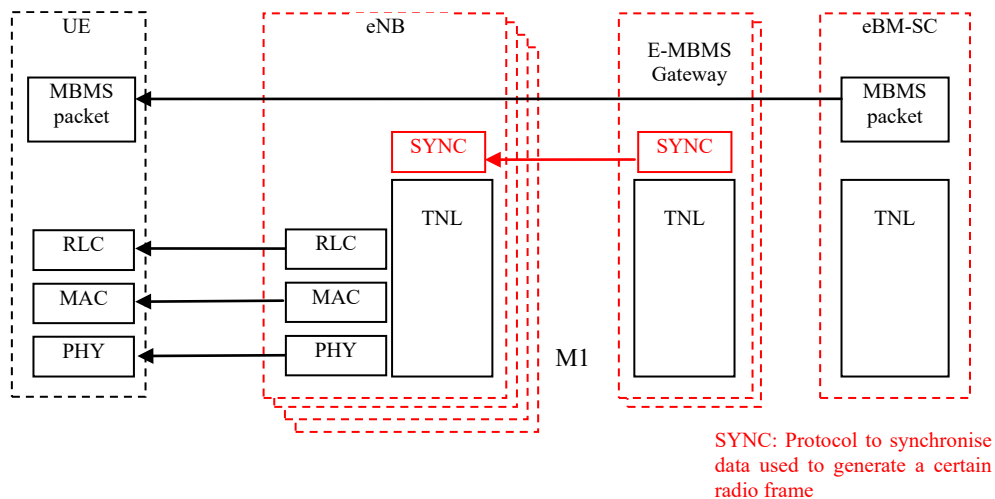 UE
eNB
E-MBMS
Gateway
eBM-SC
MBMS
packet
MBMS
packet
SYNC
SYNC
TNL
TNL
TNL
RLC
RLC
MAC
MAC
PHY
PHY
M1
SYNC: Protocol to synchronise
data used to generate a certain
radio frame